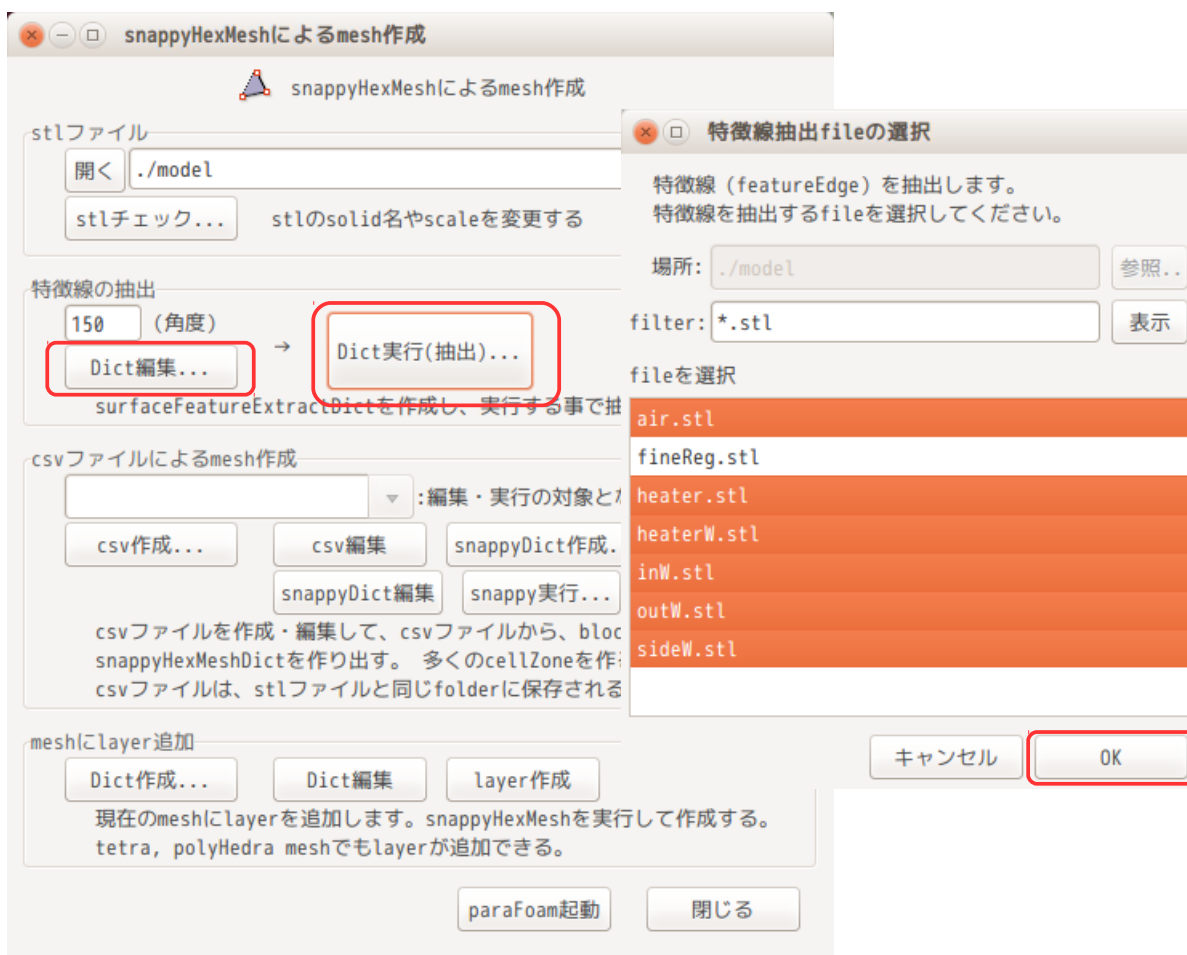 snappyHexMeshによるmesh作成
snappyHexMeshによるmesh作成
stlファイル
開く ./model
stlチェック... stlのsolid名やscaleを変更する
特徴線の抽出
150 (角度)
Dict編集... → Dict実行(抽出)...
surfaceFeatureExtractDictを作成し、実行する事で抽
csvファイルによるmesh作成
:編集・実行の対象とな
csv作成... csv編集 snappyDict作成.
snappyDict編集 snappy実行...
csvファイルを作成・編集して、csvファイルから、bloc
snappyHexMeshDictを作り出す。 多くのcellZoneを作
csvファイルは、stlファイルと同じfolderに保存される
meshにlayer追加
Dict作成... Dict編集 layer作成
現在のmeshにlayerを追加します。snappyHexMeshを実行して作成する。
tetra, polyHedra meshでもlayerが追加できる。
paraFoam起動 閉じる
特徴線抽出fileの選択
特徴線（featureEdge）を抽出します。
特徴線を抽出するfileを選択してください。
場所: ./model 参照..
filter: *.stl 表示
fileを選択
air.stl
fineReg.stl
heater.stl
heaterW.stl
inW.stl
outW.stl
sideW.stl
キャンセル OK